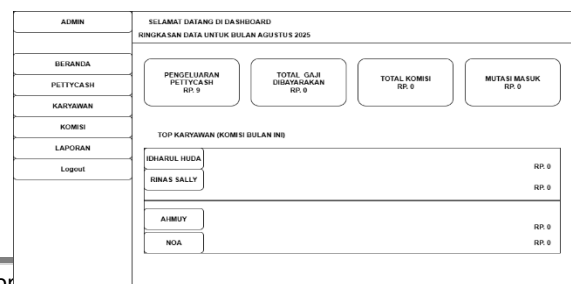 ADMIN
SELAMAT DATANG DI DASHBOARD
RINGKASAN DATA UNTUK BULAN AGUSTUS 2025
BERANDA
PETTYCASH
KARYAWAN
KOMISI
LAPORAN
Logout
PENGELUARAN
PETTYCASH
RP. 9
TOTAL GAJI
DIBAYARAKAN
RP. 0
TOTAL KOMISI
RP. 0
MUTASI MASUK
RP. 0
TOP KARYAWAN (KOMISI BULAN INI)
IDHARUL HUDA
RP. 0
RINAS SALLY
RP. 0
AHMUY
RP. 0
NOA
RP. 0